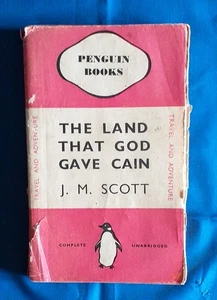 PENGUIN
BOOKS
TRAVEL AND ADVENTURE
THE LAND
THAT GOD
GAVE CAIN
J. M. SCOTT
TRAVEL AND ADVENTURE
COMPLETE UNABRIDGED